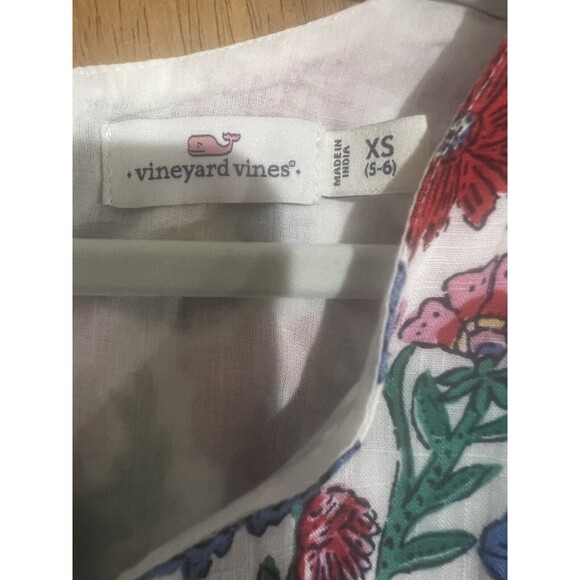 • vineyard vines® •
MADE IN
INDIA
XS
(5-6)